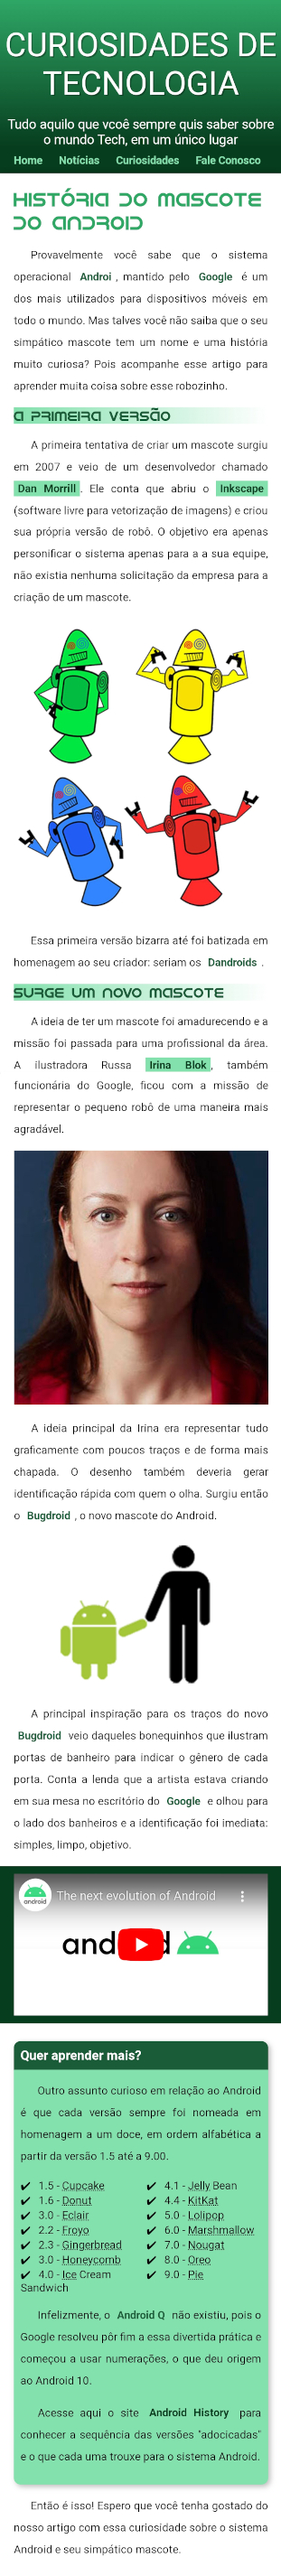 CURIOSIDADES DE
TECNOLOGIA
Tudo aquilo que você sempre quis saber sobre
o mundo Tech, em um único lugar
Home Notícias Curiosidades Fale Conosco
HISTÓRIA DO MASCOTE
DO ANDROID
Provavelmente você sabe que o sistema
operacional Androi , mantido pelo Google é um
dos mais utilizados para dispositivos móveis em
todo o mundo. Mas talves você não saiba que o seu
simpático mascote tem um nome e uma história
muito curiosa? Pois acompanhe esse artigo para
aprender muita coisa sobre esse robozinho.
A PRIMEIRA VERSÃO
A primeira tentativa de criar um mascote surgiu
em 2007 e veio de um desenvolvedor chamado
Dan Morrill . Ele conta que abriu o Inkscape
(software livre para vetorização de imagens) e criou
sua própria versão de robô. O objetivo era apenas
personificar o sistema apenas para a a sua equipe,
não existia nenhuma solicitação da empresa para a
criação de um mascote.
Essa primeira versão bizarra até foi batizada em
homenagem ao seu criador: seriam os Dandroids .
SURGE UM NOVO MASCOTE
A ideia de ter um mascote foi amadurecendo e a
missão foi passada para uma profissional da área.
A ilustradora Russa Irina Blok , também
funcionária do Google, ficou com a missão de
representar o pequeno robô de uma maneira mais
agradável.
A ideia principal da Irina era representar tudo
graficamente com poucos traços e de forma mais
chapada. O desenho também deveria gerar
identificação rápida com quem o olha. Surgiu então
o Bugdroid , o novo mascote do Android.
A principal inspiração para os traços do novo
Bugdroid veio daqueles bonequinhos que ilustram
portas de banheiro para indicar o gênero de cada
porta. Conta a lenda que a artista estava criando
em sua mesa no escritório do Google e olhou para
o lado dos banheiros e a identificação foi imediata:
simples, limpo, objetivo.
android
The next evolution of Android
and
Quer aprender mais?
Outro assunto curioso em relação ao Android
é que cada versão sempre foi nomeada em
homenagem a um doce, em ordem alfabética a
partir da versão 1.5 até a 9.00.
✔ 1.5 - Cupcake
✔ 1.6 - Donut
✔ 3.0 - Eclair
✔ 2.2 - Froyo
✔ 2.3 - Gingerbread
✔ 3.0 - Honeycomb
✔ 4.0 - Ice Cream
Sandwich
✔ 4.1 - Jelly Bean
✔ 4.4 - KitKat
✔ 5.0 - Lolipop
✔ 6.0 - Marshmallow
✔ 7.0 - Nougat
✔ 8.0 - Oreo
✔ 9.0 - Pie
Infelizmente, o Android Q não existiu, pois o
Google resolveu pôr fim a essa divertida prática e
começou a usar numerações, o que deu origem
ao Android 10.
Acesse aqui o site Android History para
conhecer a sequência das versões "adocicadas"
e o que cada uma trouxe para o sistema Android.
Então é isso! Espero que você tenha gostado do
nosso artigo com essa curiosidade sobre o sistema
Android e seu simpático mascote.